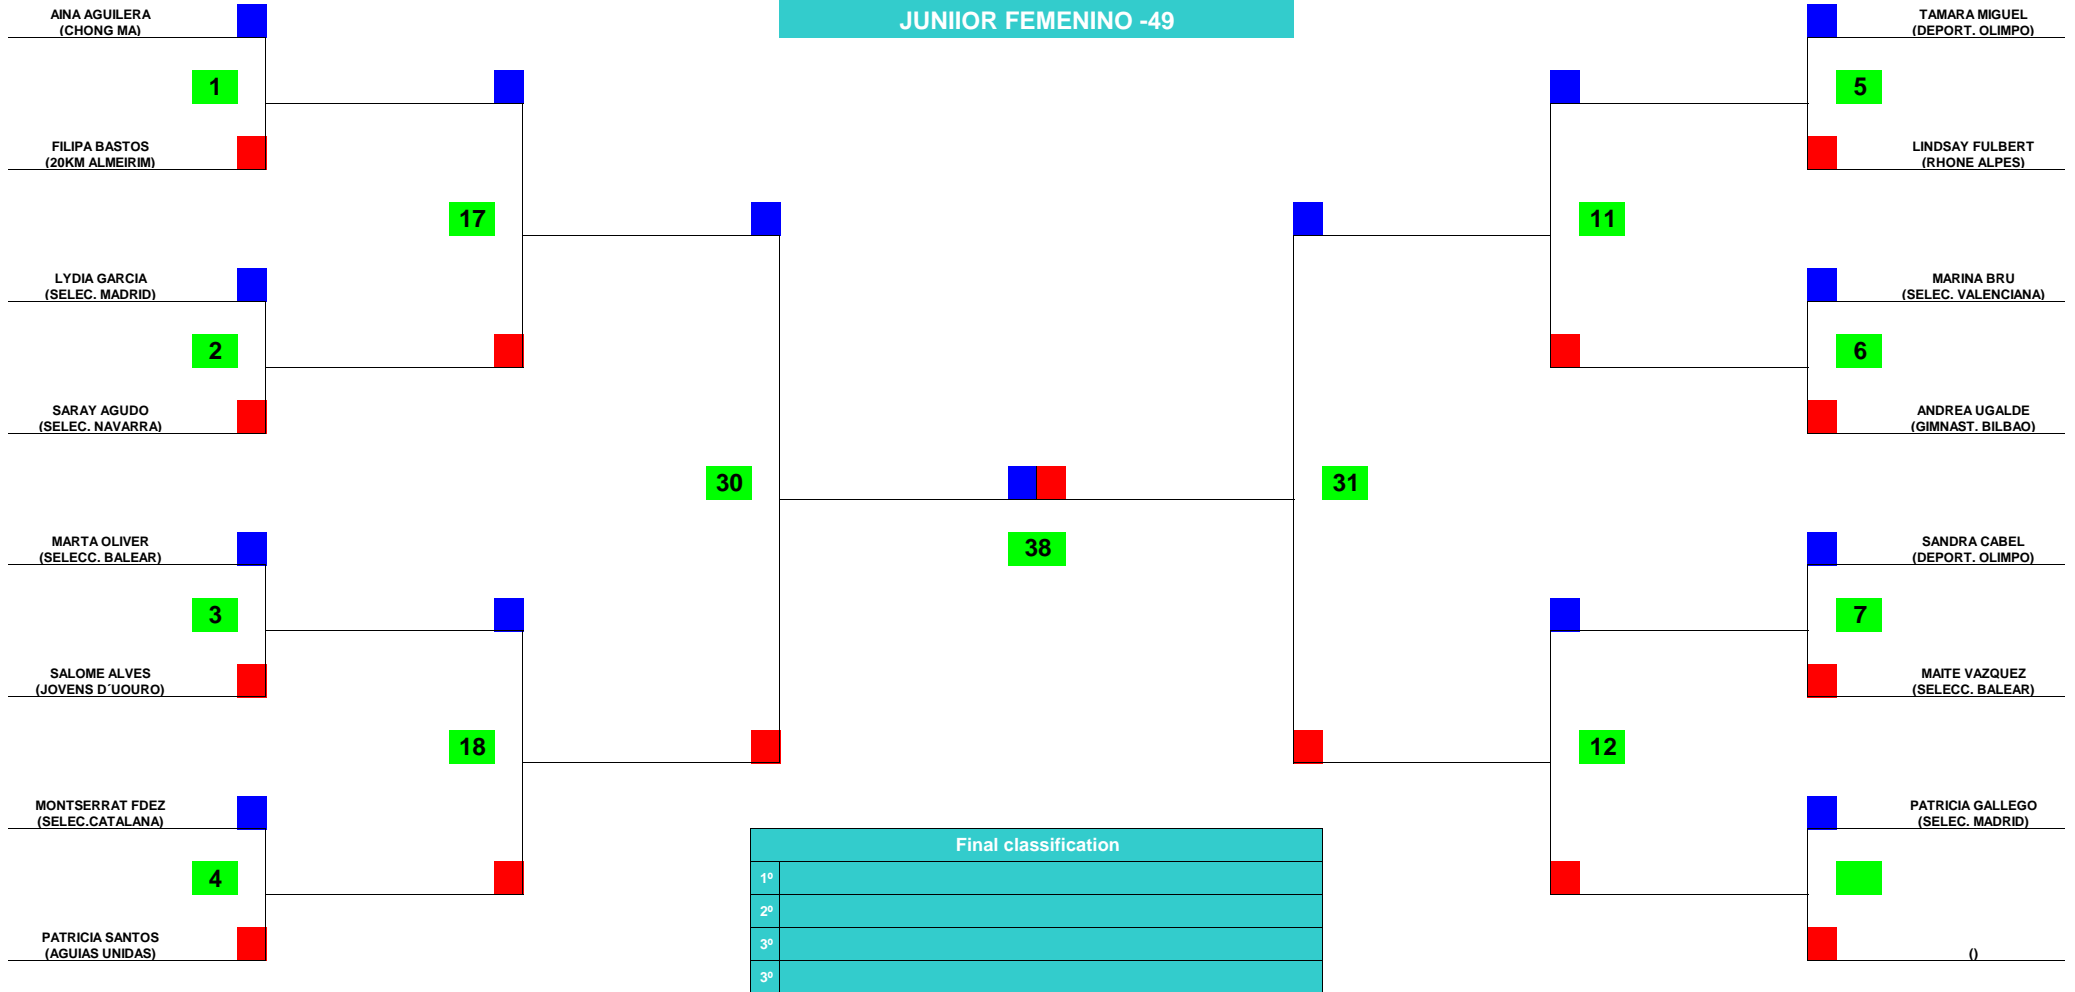 JUNIIOR FEMENINO -49
AINA AGUILERA
(CHONG MA)
1
FILIPA BASTOS
(20KM ALMEIRIM)
17
LYDIA GARCIA
(SELEC. MADRID)
2
SARAY AGUDO
(SELEC. NAVARRA)
30
MARTA OLIVER
(SELECC. BALEAR)
3
SALOME ALVES
(JOVENS D´UOURO)
18
MONTSERRAT FDEZ
(SELEC.CATALANA)
4
PATRICIA SANTOS
(AGUIAS UNIDAS)
38
TAMARA MIGUEL
(DEPORT. OLIMPO)
5
LINDSAY FULBERT
(RHONE ALPES)
11
MARINA BRU
(SELEC. VALENCIANA)
6
ANDREA UGALDE
(GIMNAST. BILBAO)
31
SANDRA CABEL
(DEPORT. OLIMPO)
7
MAITE VAZQUEZ
(SELECC. BALEAR)
12
PATRICIA GALLEGO
(SELEC. MADRID)
()
Final classification
1º
2º
3º
3º